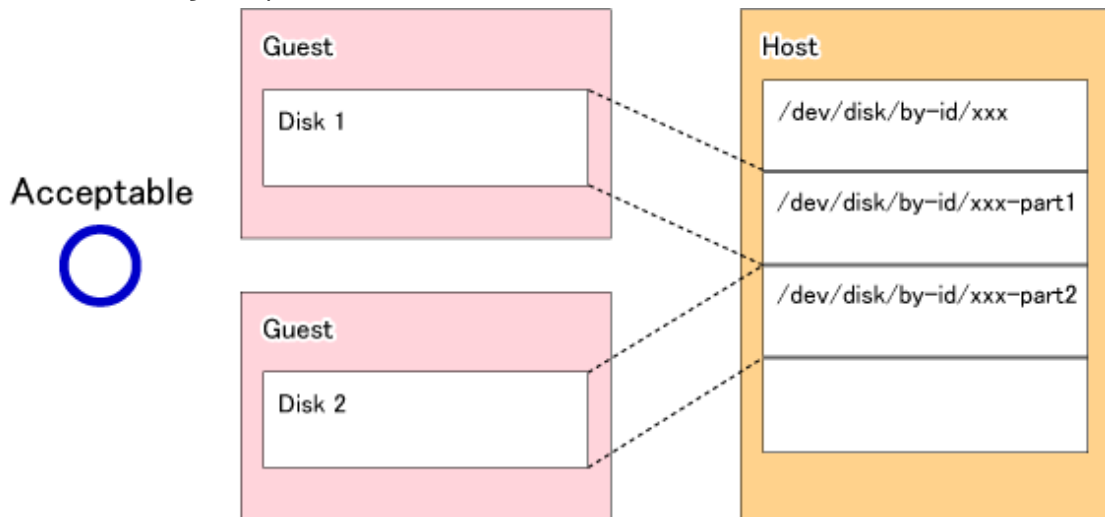 Acceptable
Guest
Disk 1
Guest
Disk 2
Host
/dev/disk/by-id/xxx
/dev/disk/by-id/xxx-part1
/dev/disk/by-id/xxx-part2